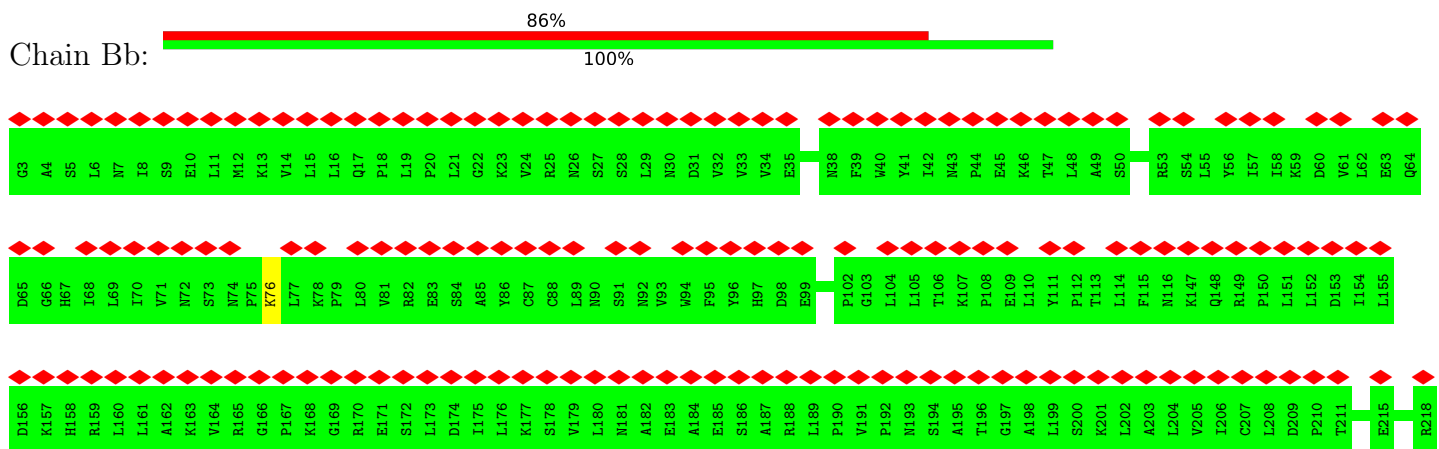 86%
Chain Bb:
100%
G3 A4 S5 L6 N7 I8 S9 E10 L11 M12 K13 V14 L15 L16 Q17 P18 L19 P20 L21 G22 K23 V24 R25 N26 S27 S28 L29 N30 D31 V32 V33 V34 E35 N38 F39 W40 Y41 I42 N43 P44 E45 K46 T47 L48 A49 S50 R53 S54 L55 Y56 I57 I58 K59 D60 V61 L62 E63 Q64
D65 G66 H67 I68 L69 I70 V71 N72 S73 N74 P75 K76 L77 K78 P79 L80 V81 R82 E83 S84 A85 Y86 C87 C88 L89 N90 S91 N92 V93 W94 F95 Y96 H97 D98 E99 P102 G103 L104 L105 T106 K107 P108 E109 L110 Y111 P112 T113 L114 F115 N116 K147 Q148 R149 P150 L151 L152 D153 I154 L155
D156 K157 H158 R159 L160 L161 A162 K163 V164 R165 G166 P167 K168 G169 R170 E171 S172 L173 D174 I175 L176 K177 S178 V179 L180 N181 A182 E183 A184 E185 S186 A187 R188 L189 P190 V191 P192 N193 S194 A195 T196 G197 A198 L199 S200 K201 L202 A203 L204 V205 I206 C207 L208 D209 P210 T211 E215 R218